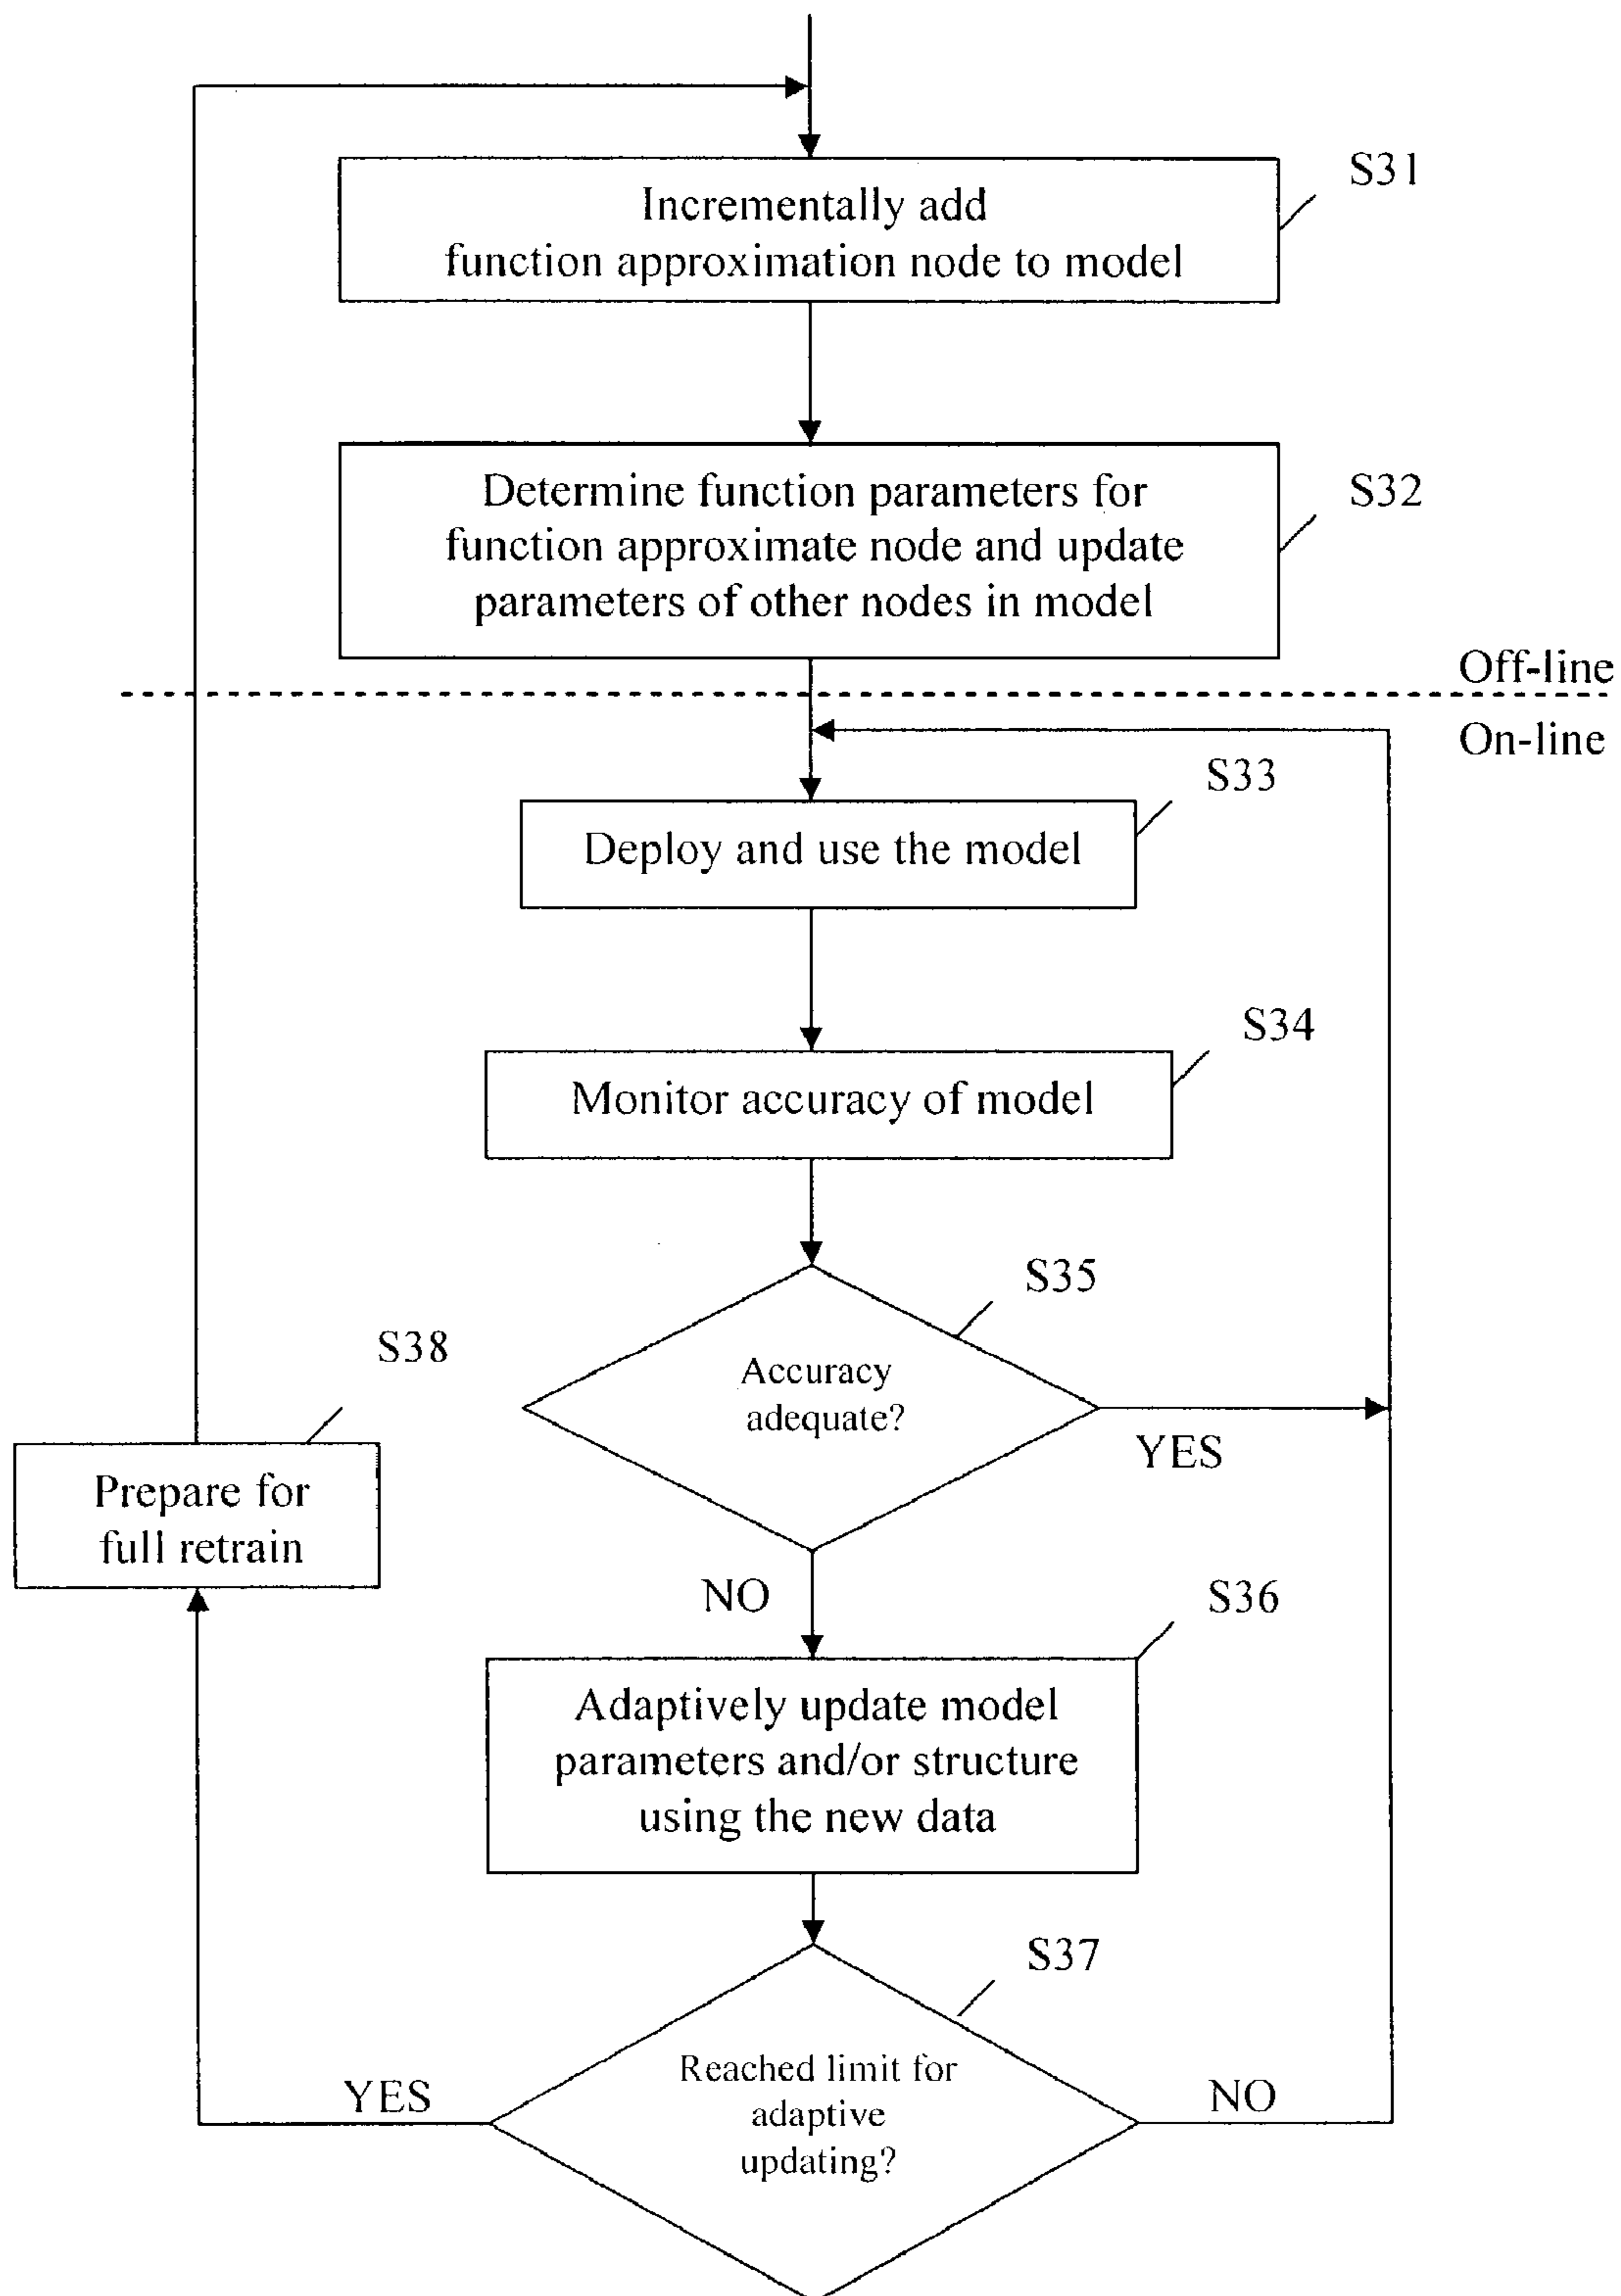 S31
Incrementally add
function approximation node to model
S32
Determine function parameters for
function approximate node and update
parameters of other nodes in model
Off-line
On-line
S33
Deploy and use the model
S34
Monitor accuracy of model
S35
Accuracy
adequate?
YES
S38
Prepare for
full retrain
NO
S36
Adaptively update model
parameters and/or structure
using the new data
S37
Reached limit for
adaptive
updating?
YES
NO